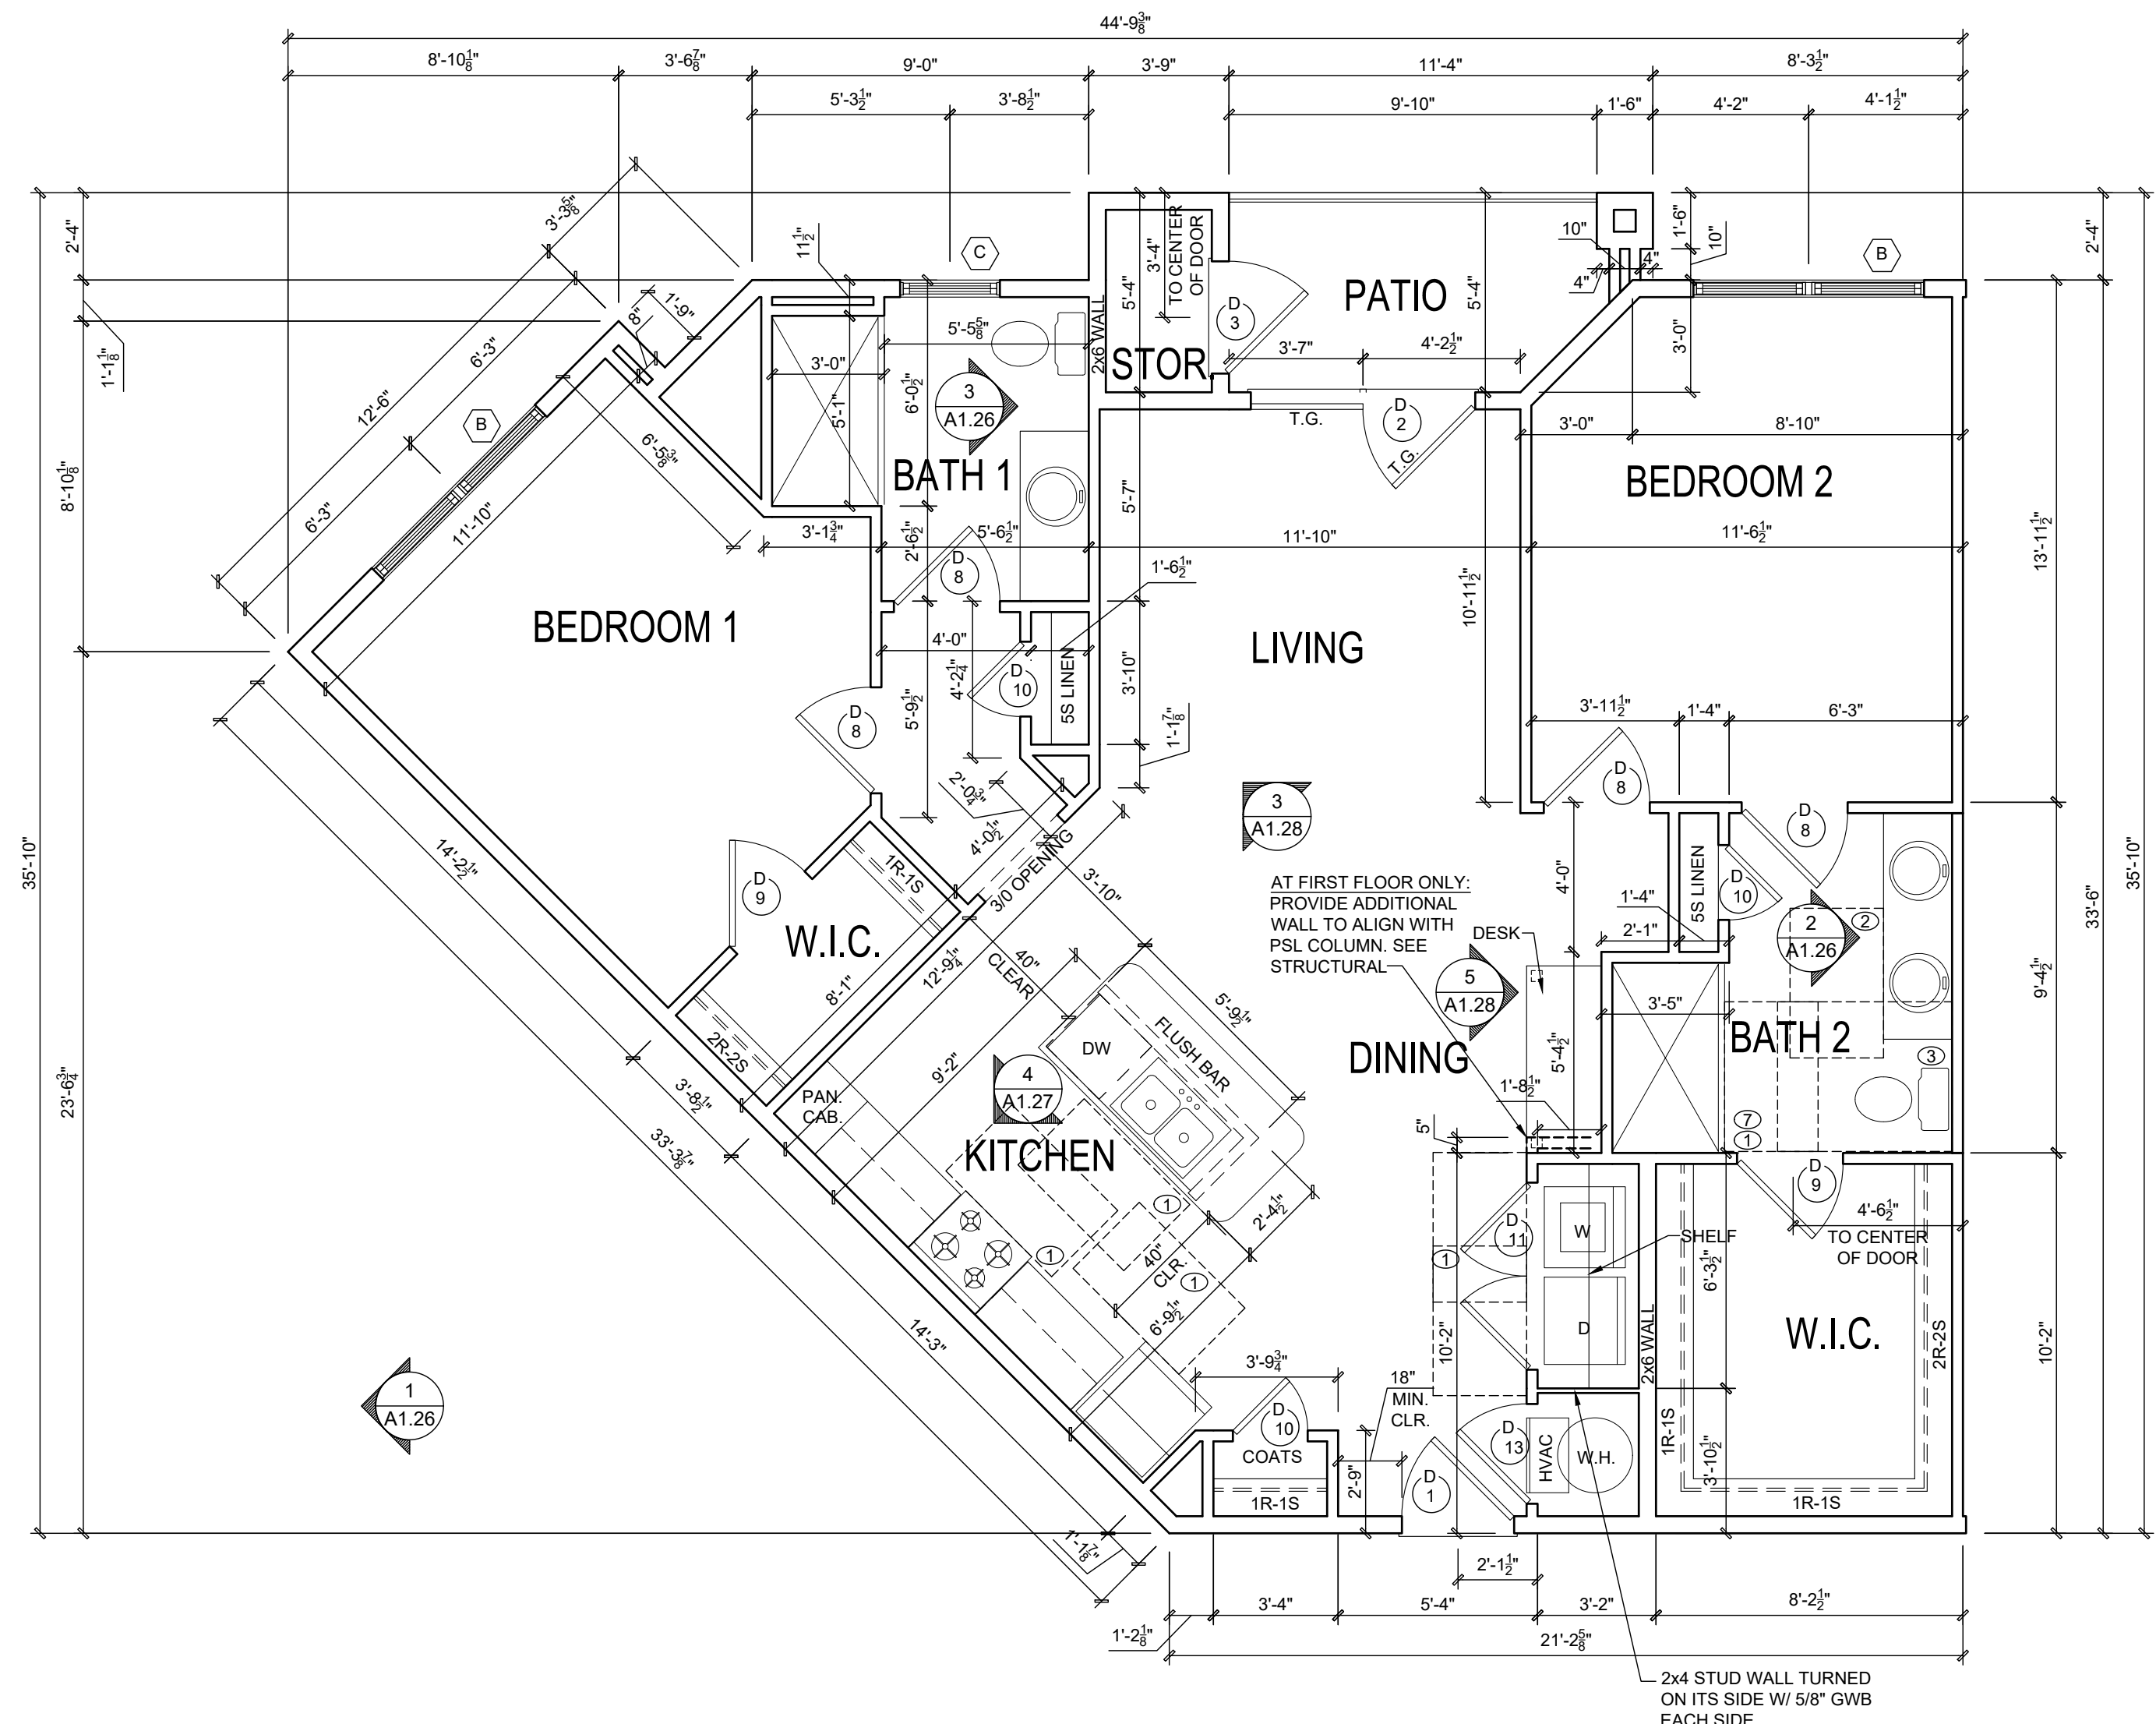 44'-9 3/8"
8'-10 1/8"
3'-6 7/8"
9'-0"
3'-9"
11'-4"
8'-3 1/2"
5'-3 1/2"
3'-8 1/2"
9'-10"
1'-6"
4'-2"
4'-1 1/2"
35'-10"
2'-4"
1'-1 1/8"
8'-10 1/8"
23'-6 3/4"
3'-3 5/8"
6'-3"
12'-6"
6'-3"
B
8"
1'-9"
11'-10"
6'-5 3/8"
11 1/2"
C
5'-5 5/8"
3'-0"
5'-1"
6'-0 1/2"
3
A1.26
BATH 1
2x6 WALL
5'-4"
3'-4"
TO CENTER
OF DOOR
STOR
D
3
PATIO
5'-4"
10"
4"
4"
1'-6"
10"
B
3'-0"
2'-4"
3'-7"
4'-2 1/2"
T.G.
D
2
T.G.
3'-0"
8'-10"
BEDROOM 2
3'-1 3/4"
2'-6 1/2"
5'-6 1/2"
5'-7"
11'-10"
11'-6 1/2"
13'-11 1/2"
D
8
1'-6 1/2"
10'-11 1/2"
BEDROOM 1
LIVING
4'-0"
4'-2 1/4"
D
10
5S LINEN
3'-10"
5'-9 1/2"
D
8
1'-1 7/8"
3'-11 1/2"
1'-4"
6'-3"
2'-0 3/4"
4'-0 1/2"
3/0 OPENING
3
A1.28
D
8
D
8
14'-2 1/2"
D
9
W.I.C.
1R-1S
3'-10"
4'-0"
5S LINEN
D
10
AT FIRST FLOOR ONLY:
PROVIDE ADDITIONAL
WALL TO ALIGN WITH
PSL COLUMN. SEE
STRUCTURAL
DESK
1'-4"
2'-1"
2
A1.26
2
33'-6"
35'-10"
9'-4 1/2"
12'-9 1/4"
40"
CLEAR
8'-1"
2R-2S
5
A1.28
3'-5"
BATH 2
3
5'-9 1/2"
FLUSH BAR
DW
DINING
5'-4 1/2"
1'-8 1/2"
9'-2"
4
A1.27
PAN.
CAB.
3'-8 1/2"
33'-3 7/8"
KITCHEN
5"
7
1
1
2'-4 1/2"
D
11
W
D
9
4'-6 1/2"
TO CENTER
OF DOOR
SHELF
6'-3 1/2"
1
40"
CLR.
1
1
6'-9 1/2"
14'-3"
10'-2"
D
2x6 WALL
W.I.C.
2R-2S
10'-2"
1
A1.26
3'-9 3/4"
18"
MIN.
CLR.
D
10
COATS
1R-1S
2'-9"
D
1
D
13
HVAC
W.H.
1R-1S
3'-10 1/2"
1R-1S
1'-1 7/8"
2'-1 1/2"
3'-4"
5'-4"
3'-2"
8'-2 1/2"
1'-2 1/8"
21'-2 5/8"
2x4 STUD WALL TURNED
ON ITS SIDE W/ 5/8" GWB
EACH SIDE